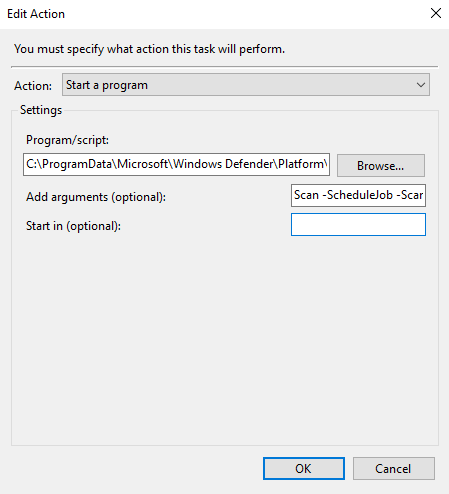 Edit Action
You must specify what action this task will perform.
Action: Start a program
Settings
Program/script:
C:\ProgramData\Microsoft\Windows Defender\Platform\
Browse...
Add arguments (optional): Scan -ScheduleJob -Scan
Start in (optional):
OK Cancel